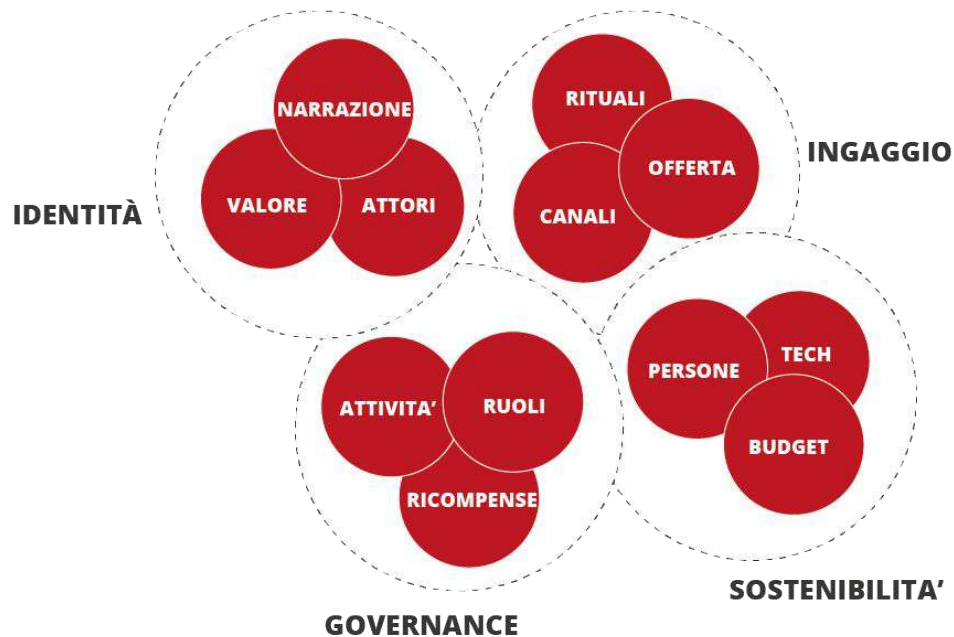 IDENTITÀ
NARRAZIONE
VALORE
ATTORI
INGAGGIO
RITUALI
OFFERTA
CANALI
GOVERNANCE
ATTIVITA’
RUOLI
RICOMPENSE
SOSTENIBILITA’
PERSONE
TECH
BUDGET